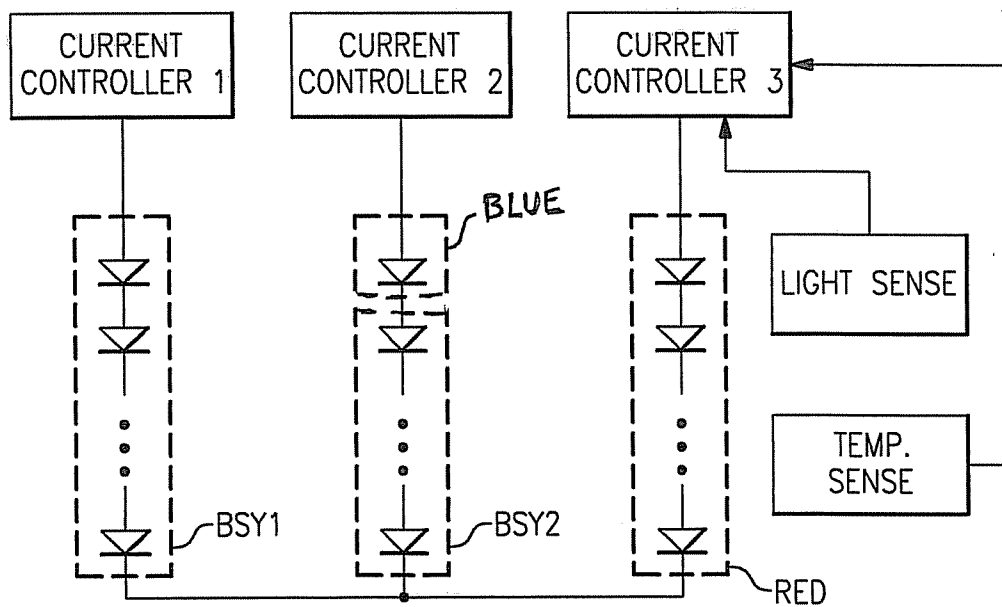 CURRENT
CONTROLLER 1
CURRENT
CONTROLLER 2
CURRENT
CONTROLLER 3
BLUE
LIGHT SENSE
TEMP.
SENSE
BSY1
BSY2
RED